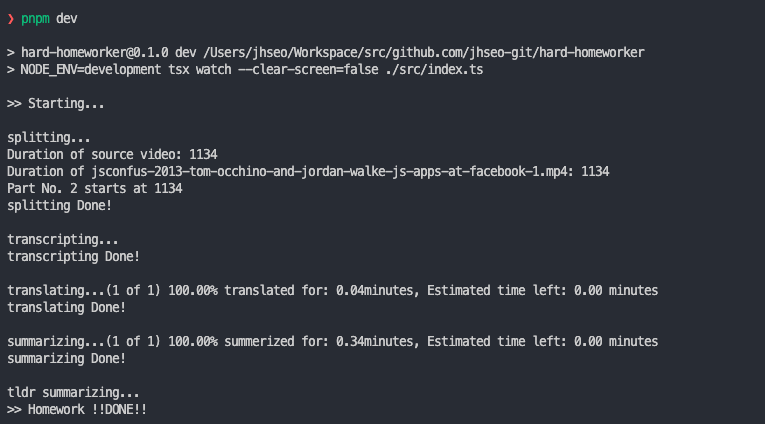 ❯ pnpm dev
> hard-homeworker@0.1.0 dev /Users/jhseo/Workspace/src/github.com/jhseo-git/hard-homeworker
> NODE_ENV=development tsx watch --clear-screen=false ./src/index.ts
>> Starting...
splitting...
Duration of source video: 1134
Duration of jsconfus-2013-tom-occhino-and-jordan-walke-js-apps-at-facebook-1.mp4: 1134
Part No. 2 starts at 1134
splitting Done!
transcripting...
transcripting Done!
translating...(1 of 1) 100.00% translated for: 0.04minutes, Estimated time left: 0.00 minutes
translating Done!
summarizing...(1 of 1) 100.00% summerized for: 0.34minutes, Estimated time left: 0.00 minutes
summarizing Done!
tldr summarizing...
>> Homework !!DONE!!